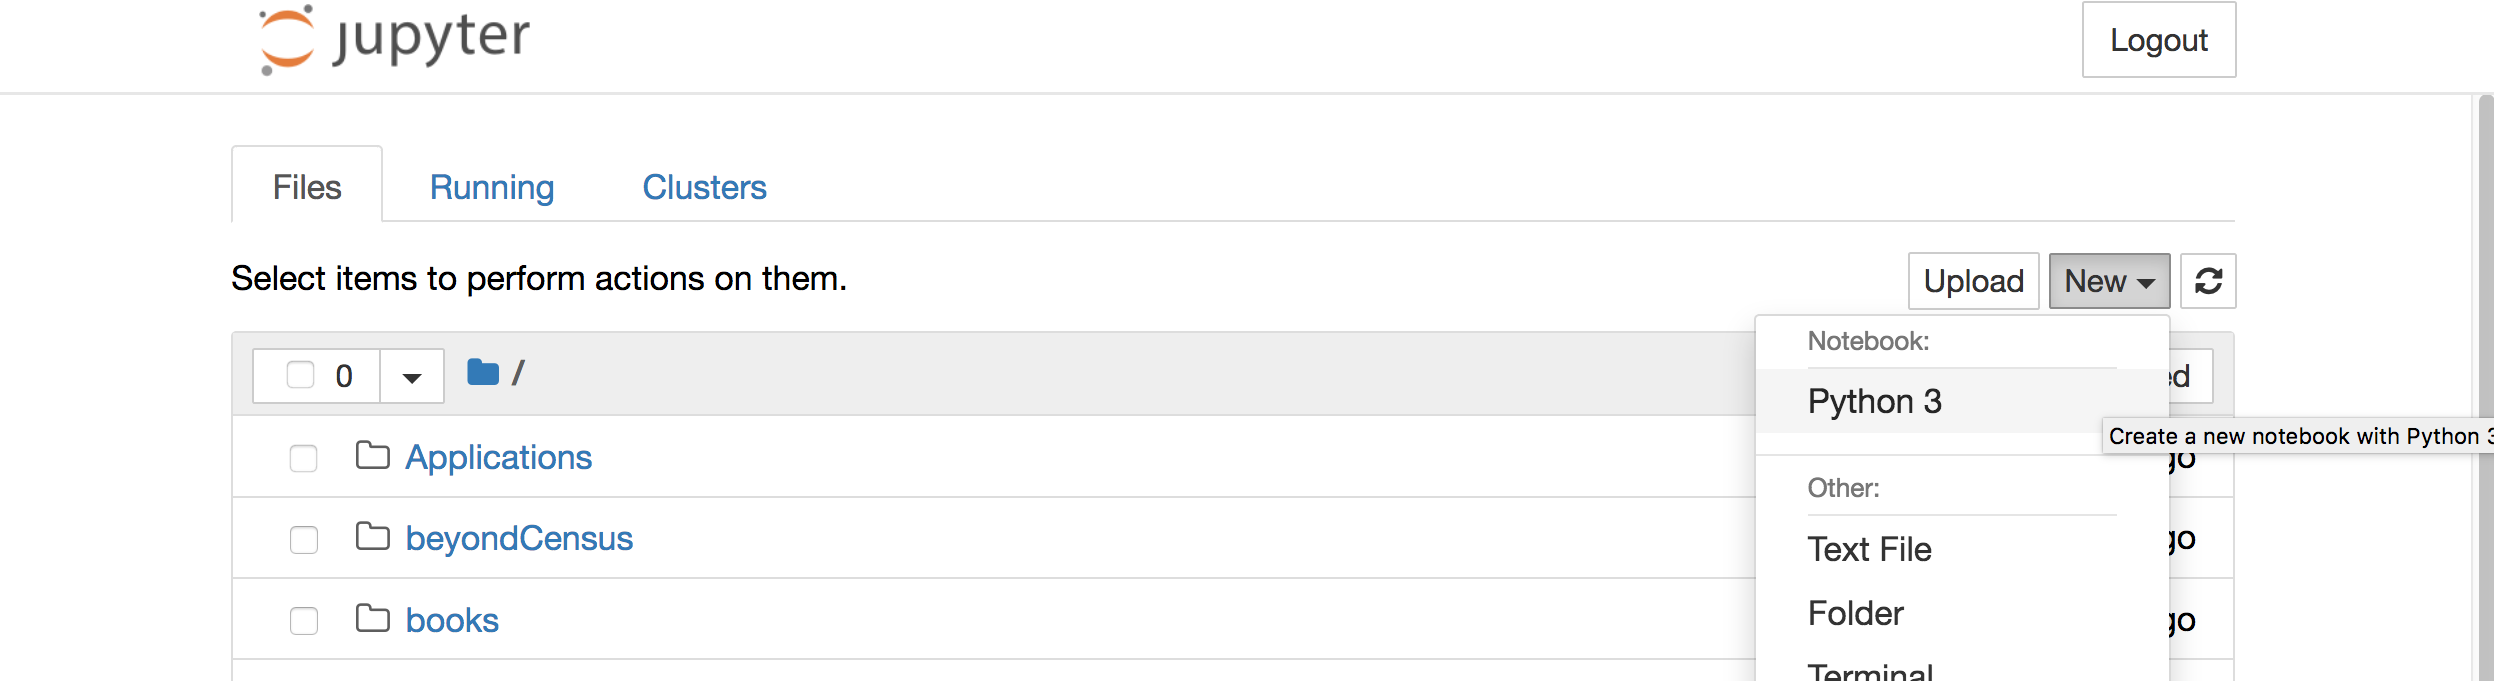 jupyter
Logout
Files Running Clusters
Select items to perform actions on them.
Upload New
Notebook:
0 /
Python 3
Create a new notebook with Python
Applications
Other:
beyondCensus
Text File
books
Folder
Terminal